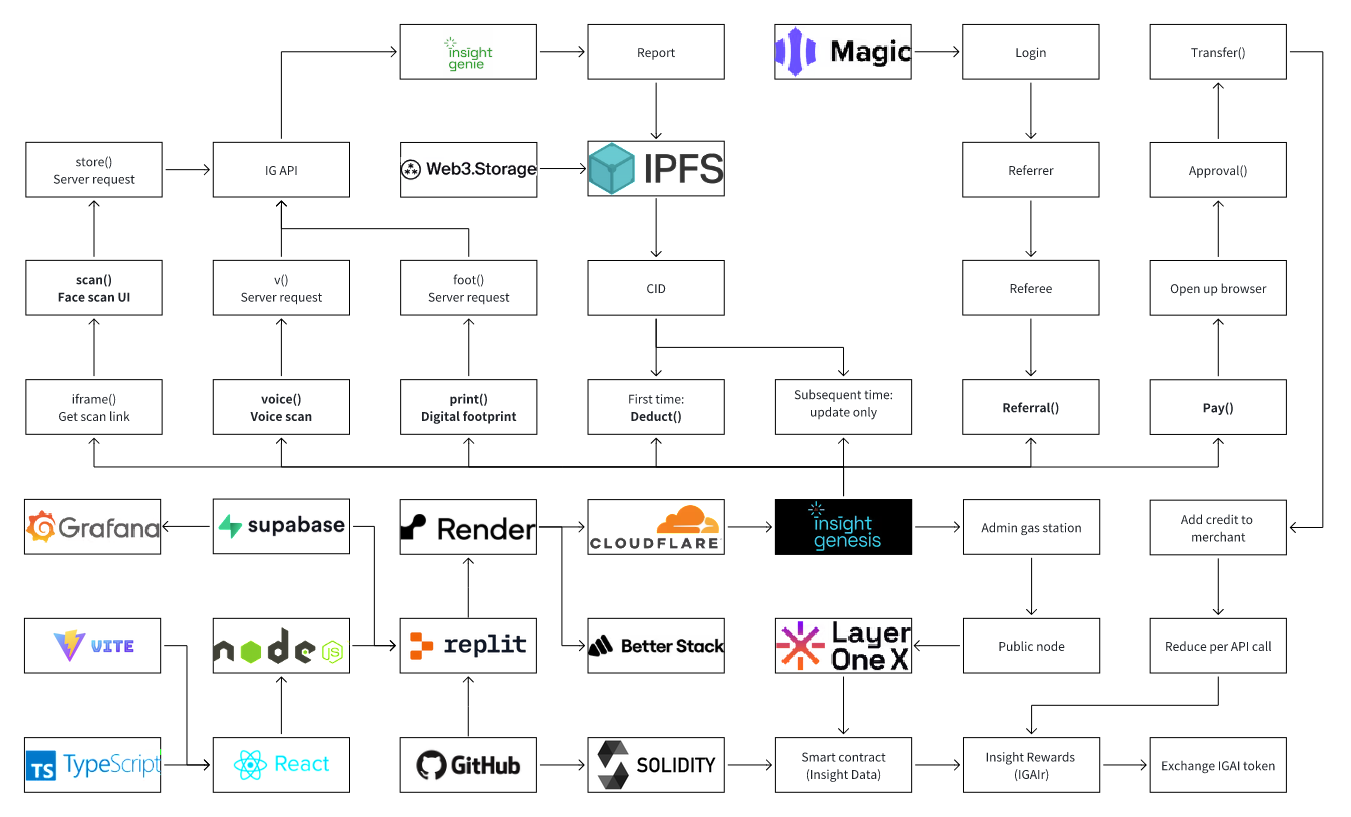 insight
genie
Report
Magic
Login
Transfer()
store()
Server request
IG API
Web3.Storage
IPFS
Referrer
Approval()
scan()
Face scan UI
v()
Server request
foot()
Server request
CID
Referee
Open up browser
iframe()
Get scan link
voice()
Voice scan
print()
Digital footprint
First time:
Deduct()
Subsequent time:
update only
Referral()
Pay()
Grafana
supabase
Render
CLOUDFLARE
insight
genesis
Admin gas station
Add credit to
merchant
VITE
node
JS
replit
Better Stack
Layer
One X
Public node
Reduce per API call
TS TypeScript
React
GitHub
SOLIDITY
Smart contract
(Insight Data)
Insight Rewards
(IGAIr)
Exchange IGAI token